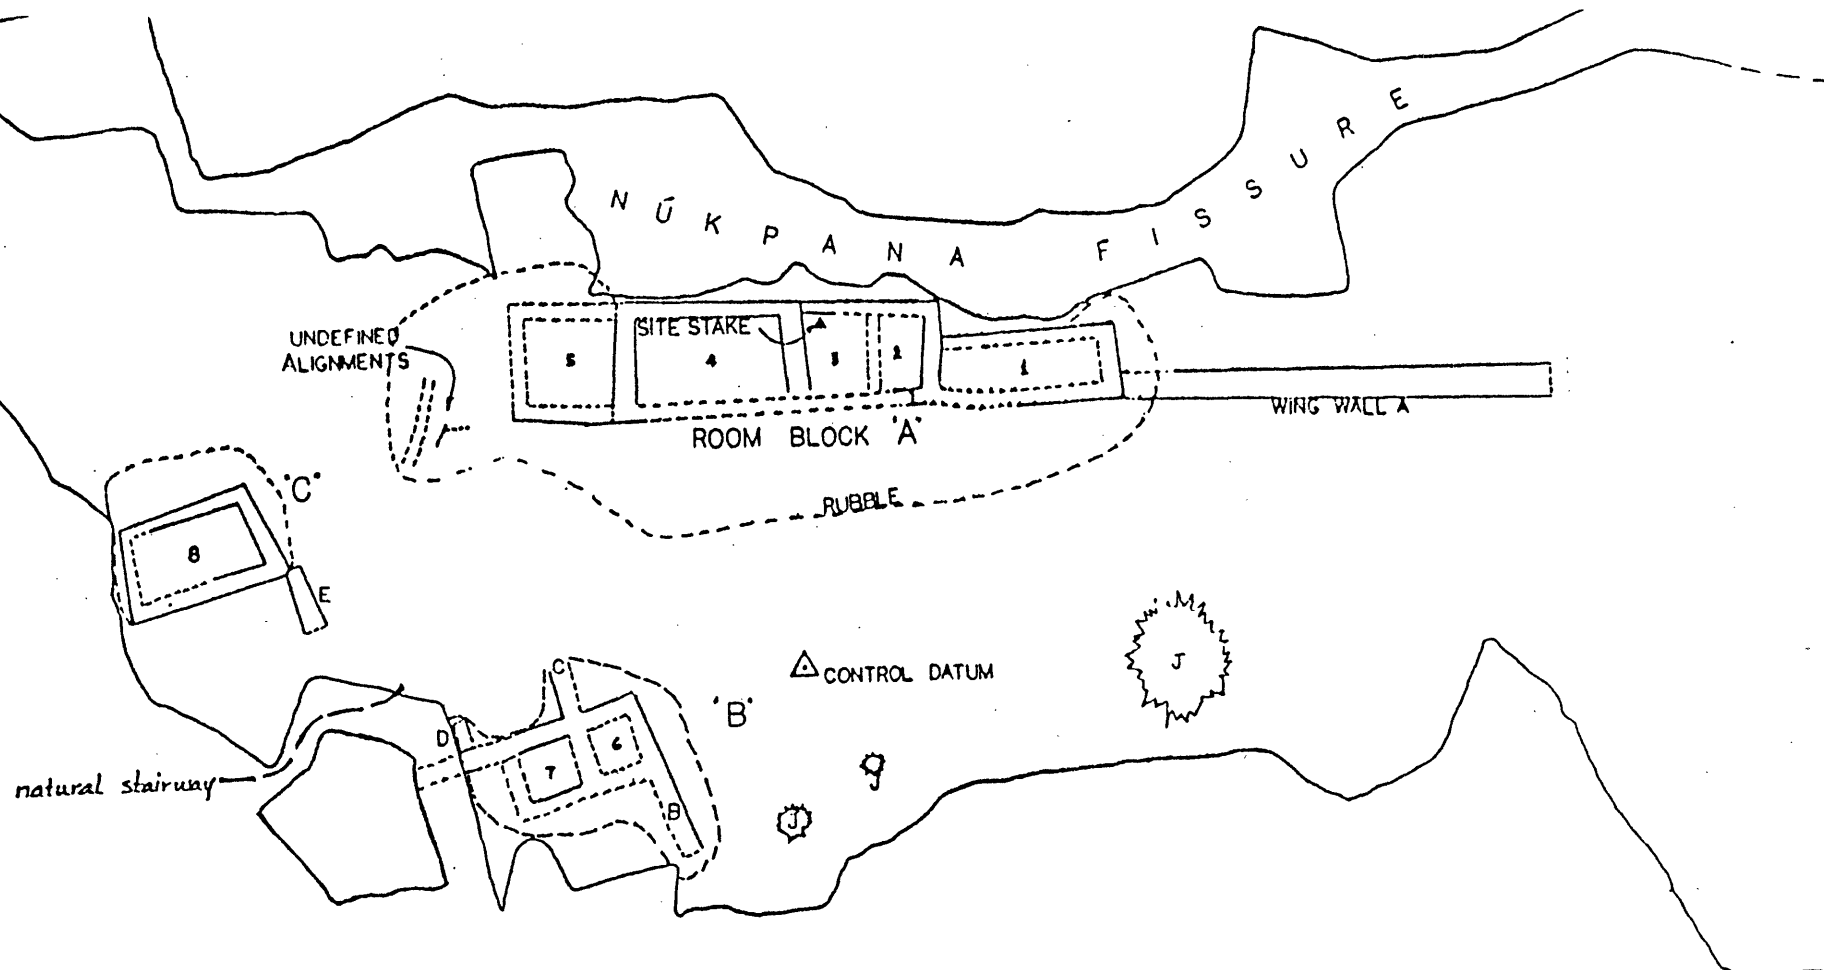 NÚKPANA FISSURE
UNDEFINED
ALIGNMENTS
SITE STAKE
5
4
3
2
1
WING WALL A
ROOM BLOCK 'A'
RUBBLE
'C'
8
E
C
CONTROL DATUM
J
'B'
D
6
7
J
natural stairway
B
J